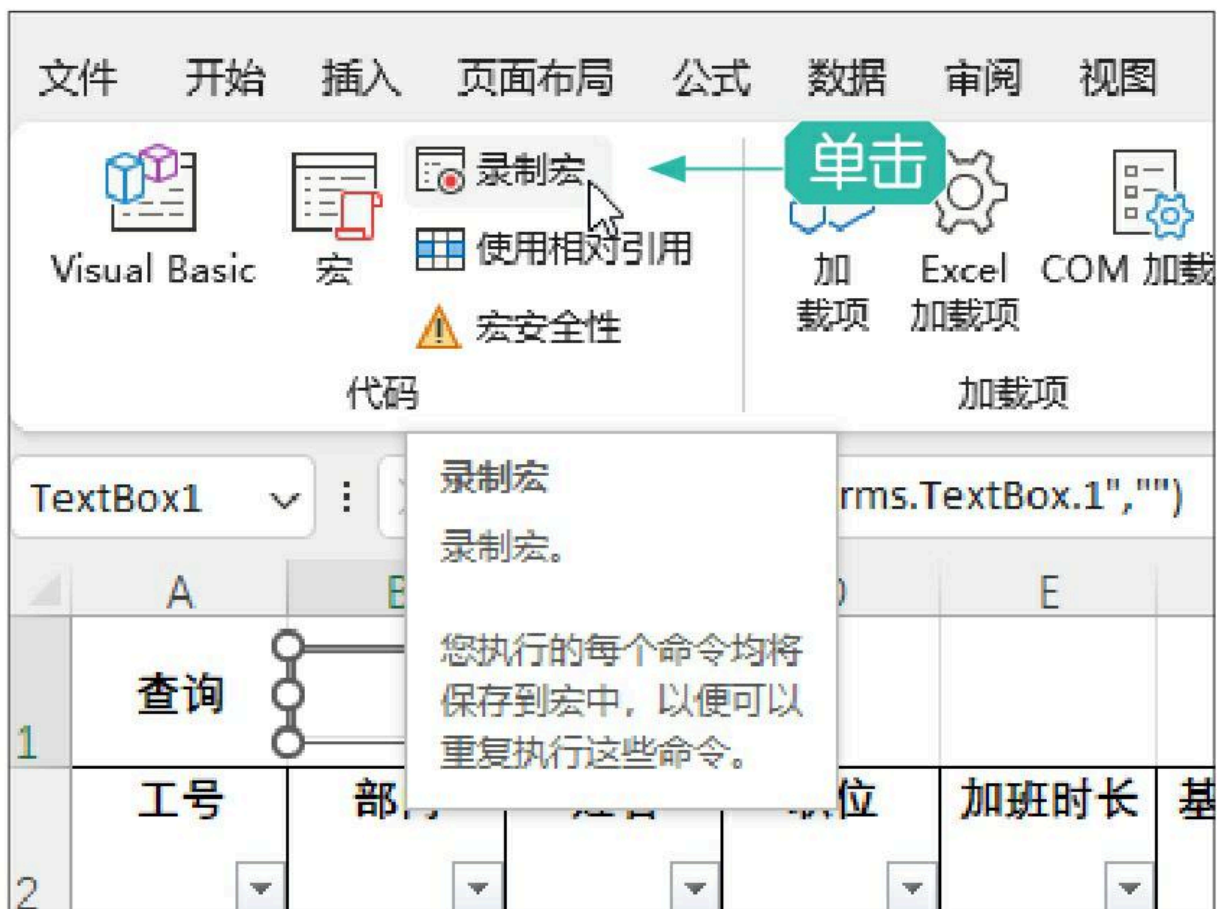 文件 开始 插入 页面布局 公式 数据 审阅 视图
录制宏 单击
使用相对引用
Visual Basic 宏 加 Excel COM 加载
载项 加载项
宏安全性
代码 加载项
TextBox1 rms.TextBox.1","")
录制宏
录制宏。
A E
您执行的每个命令均将
保存到宏中，以便可以
重复执行这些命令。
查询
1
工号 部 位 加班时长 基
2